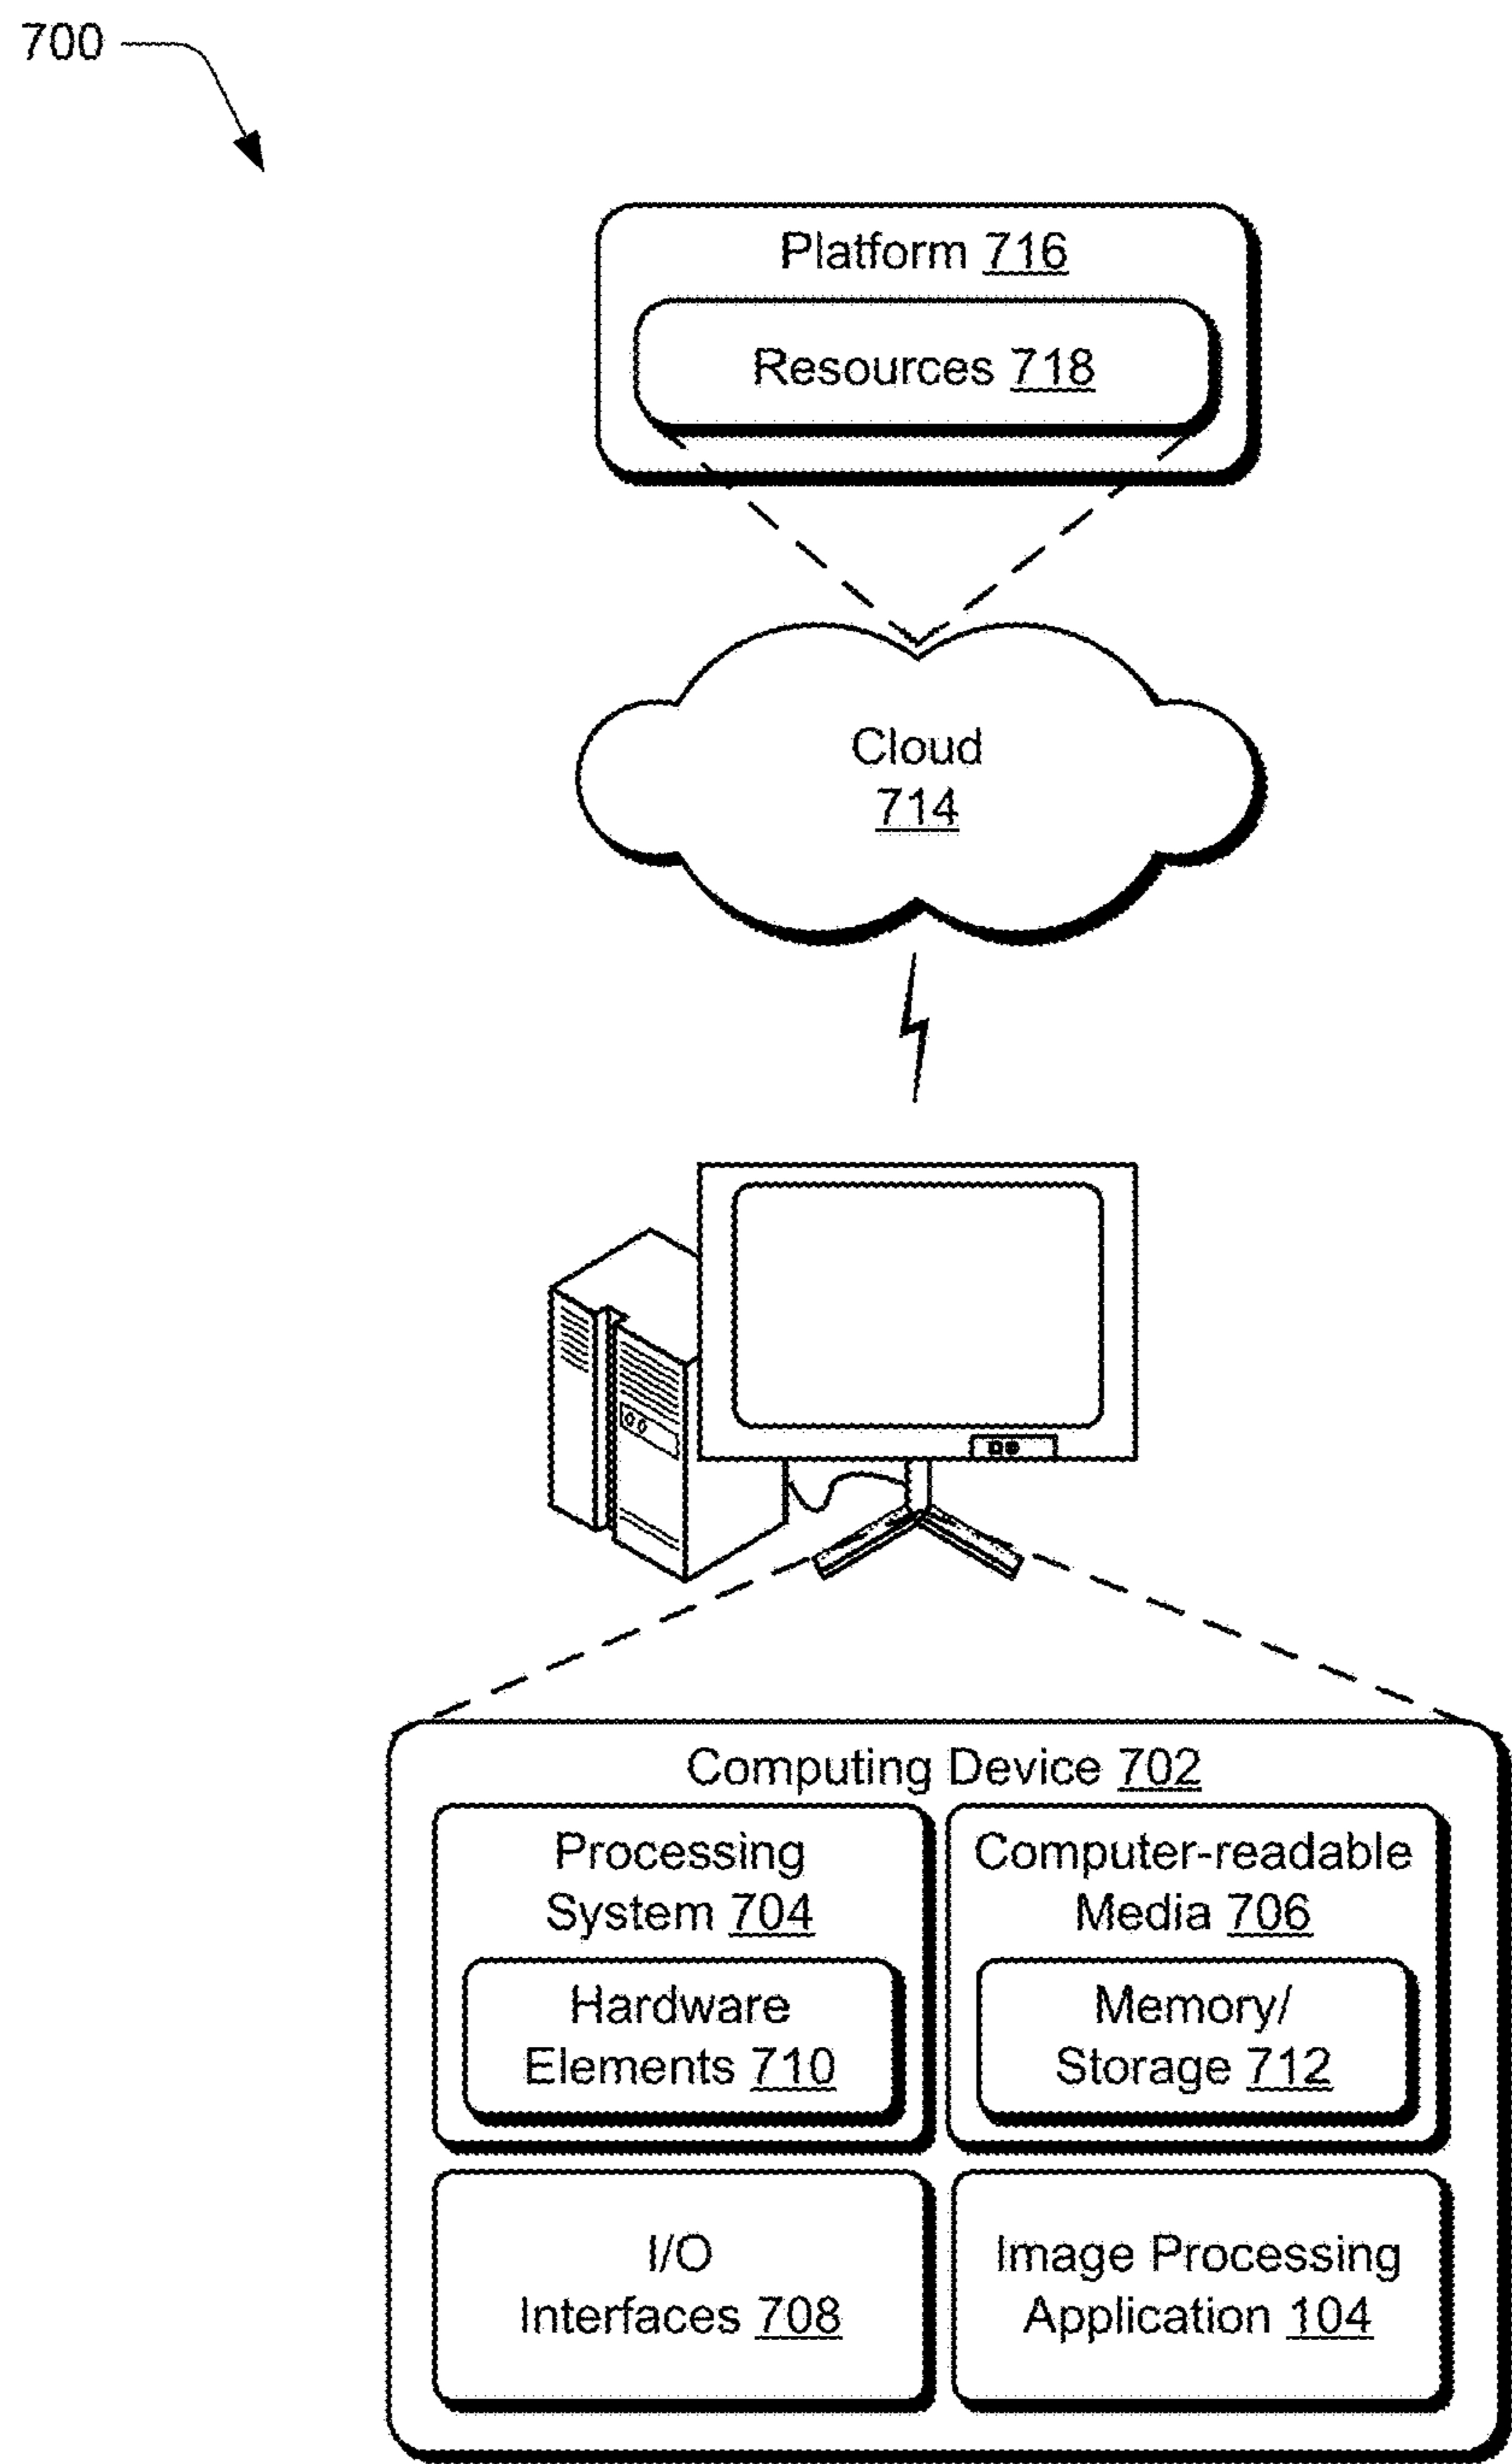 700
Platform 716
Resources 718
Cloud
714
Computing Device 702
Processing
System 704
Hardware
Elements 710
Computer-readable
Media 706
Memory/
Storage 712
I/O
Interfaces 708
Image Processing
Application 104